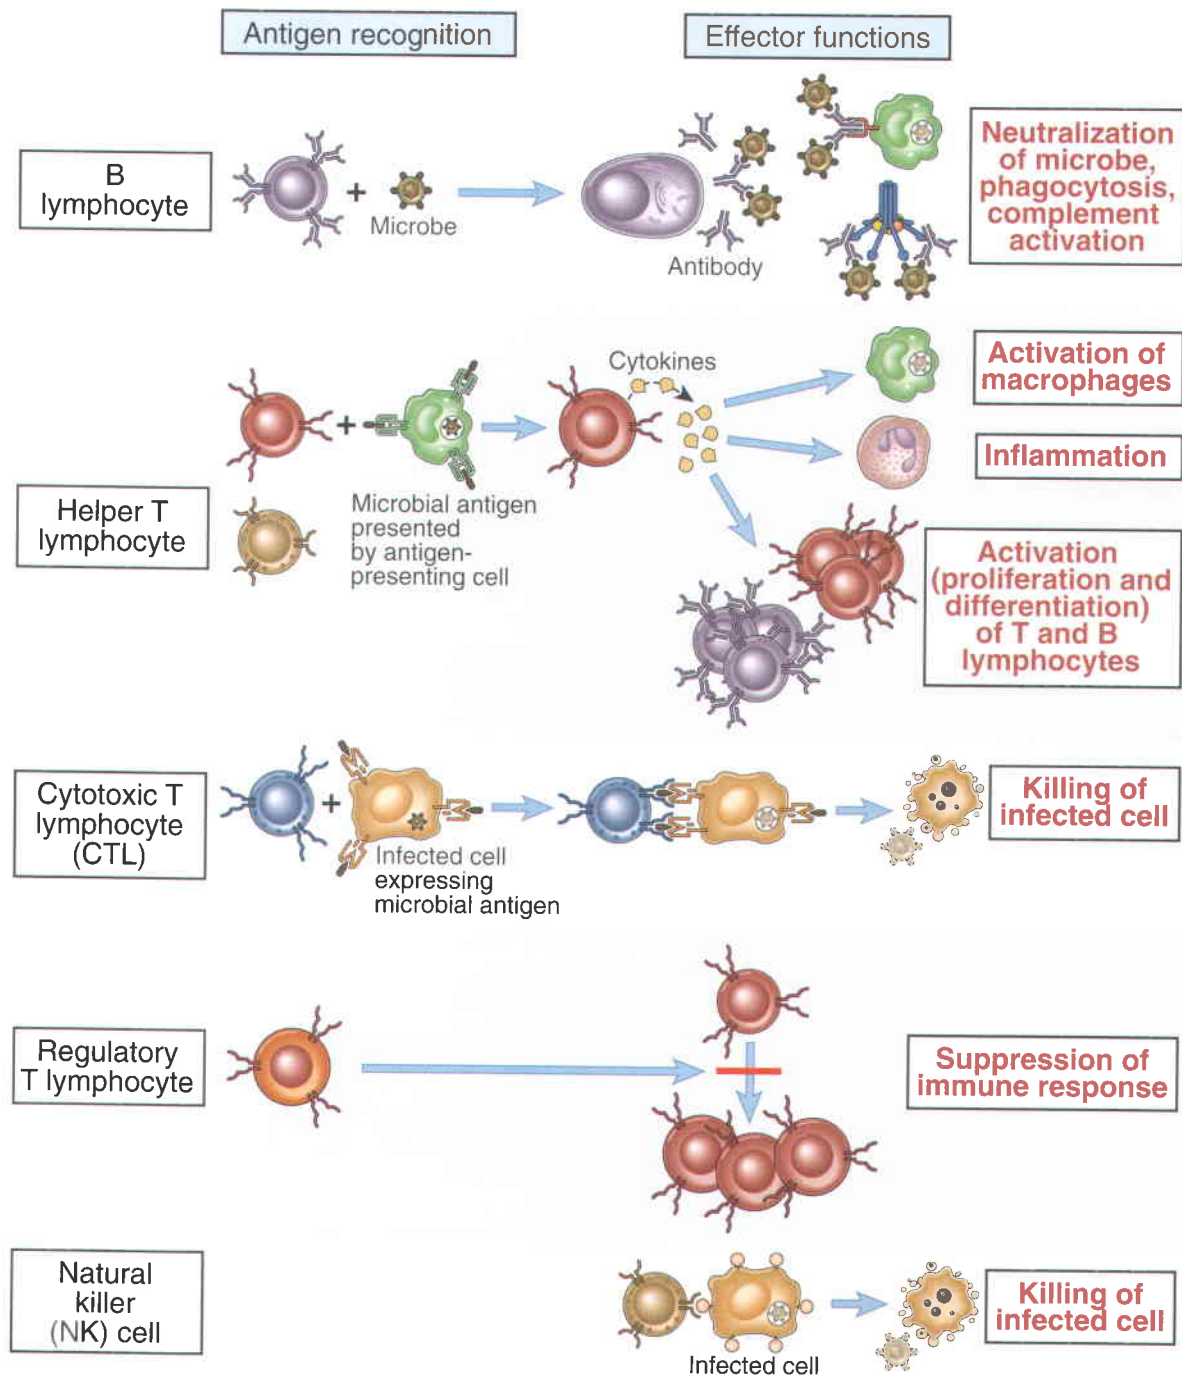 Antigen recognition
Effector functions
B
lymphocyte
Microbe
Antibody
Neutralization
of microbe,
phagocytosis,
complement
activation
Helper T
lymphocyte
Microbial antigen
presented
by antigen-
presenting cell
Cytokines
Activation of
macrophages
Inflammation
Activation
(proliferation and
differentiation)
of T and B
lymphocytes
Cytotoxic T
lymphocyte
(CTL)
Infected cell
expressing
microbial antigen
Killing of
infected cell
Regulatory
T lymphocyte
Suppression of
immune response
Natural
killer
(NK) cell
Infected cell
Killing of
infected cell